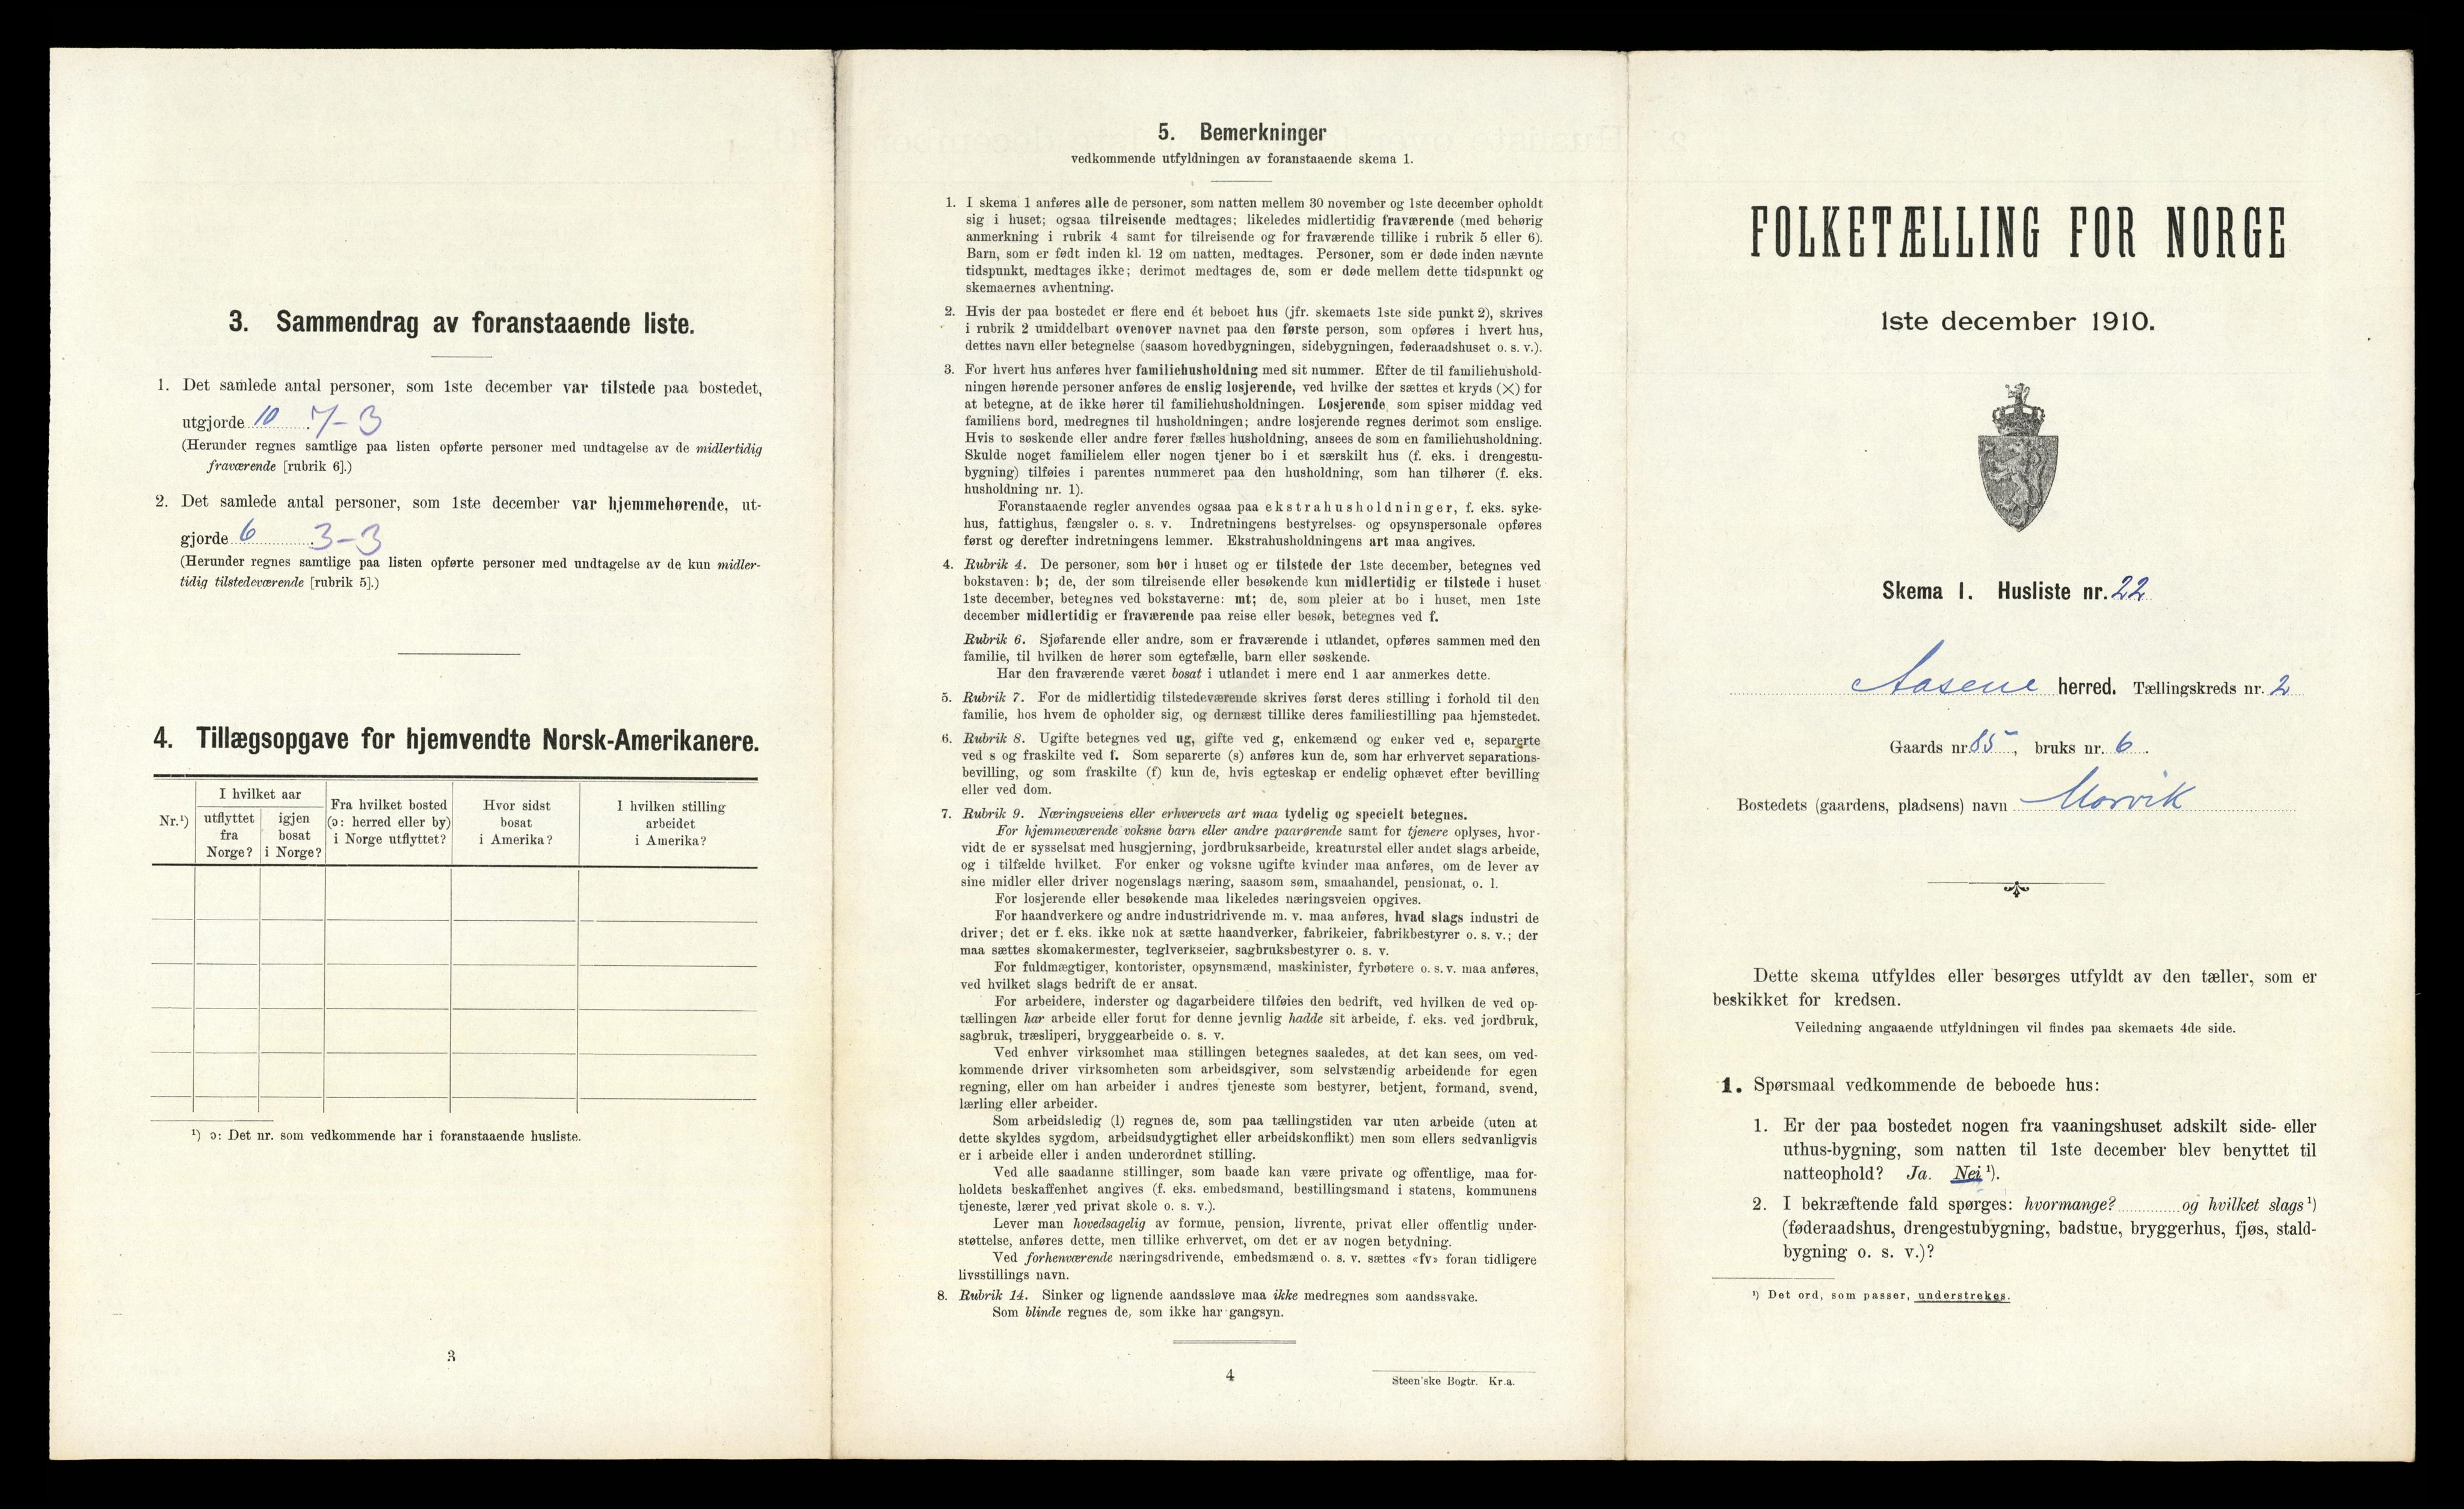 3. Sammendrag av foranstaaende liste.
1. Det samlede antal personer, som 1ste december var tilstede paa bostedet,
utgjorde 10 7-3
(Herunder regnes samtlige paa listen opførte personer med undtagelse av de midlertidig
fraværende [rubrik 6].)
2. Det samlede antal personer, som 1ste december var hjemmehørende, ut-
gjorde 6 3-3
(Herunder regnes samtlige paa listen opførte personer med undtagelse av de kun midler-
tidig tilstedeværende [rubrik 5].)
4. Tillægsopgave for hjemvendte Norsk-Amerikanere.
Nr.¹)
I hvilket aar
utflyttet
fra
Norge?
igjen
bosat
i Norge?
Fra hvilket bosted
(ɔ: herred eller by)
i Norge utflyttet?
Hvor sidst
bosat
i Amerika?
I hvilken stilling
arbeidet
i Amerika?
¹) ɔ: Det nr. som vedkommende har i foranstaaende husliste.
3
5. Bemerkninger
vedkommende utfyldningen av foranstaaende skema 1.
1. I skema 1 anføres alle de personer, som natten mellem 30 november og 1ste december opholdt
sig i huset; ogsaa tilreisende medtages; likeledes midlertidig fraværende (med behørig
anmerkning i rubrik 4 samt for tilreisende og for fraværende tillike i rubrik 5 eller 6).
Barn, som er født inden kl. 12 om natten, medtages. Personer, som er døde inden nævnte
tidspunkt, medtages ikke; derimot medtages de, som er døde mellem dette tidspunkt og
skemaernes avhentning.
2. Hvis der paa bostedet er flere end ét beboet hus (jfr. skemaets 1ste side punkt 2), skrives
i rubrik 2 umiddelbart ovenover navnet paa den første person, som opføres i hvert hus,
dettes navn eller betegnelse (saasom hovedbygningen, sidebygningen, føderaadshuset o. s. v.).
3. For hvert hus anføres hver familiehusholdning med sit nummer. Efter de til familiehushold-
ningen hørende personer anføres de enslig losjerende, ved hvilke der sættes et kryds (×) for
at betegne, at de ikke hører til familiehusholdningen. Losjerende, som spiser middag ved
familiens bord, medregnes til husholdningen; andre losjerende regnes derimot som enslige.
Hvis to søskende eller andre fører fælles husholdning, ansees de som en familiehusholdning.
Skulde noget familielem eller nogen tjener bo i et særskilt hus (f. eks. i drengestu-
bygning) tilføies i parentes nummeret paa den husholdning, som han tilhører (f. eks.
husholdning nr. 1).
Foranstaaende regler anvendes ogsaa paa ekstrahusholdninger, f. eks. syke-
hus, fattighus, fængsler o. s. v. Indretningens bestyrelses- og opsynspersonale opføres
først og derefter indretningens lemmer. Ekstrahusholdningens art maa angives.
4. Rubrik 4. De personer, som bor i huset og er tilstede der 1ste december, betegnes ved
bokstaven: b; de, der som tilreisende eller besøkende kun midlertidig er tilstede i huset
1ste december, betegnes ved bokstaverne: mt; de, som pleier at bo i huset, men 1ste
december midlertidig er fraværende paa reise eller besøk, betegnes ved f.
Rubrik 6. Sjøfarende eller andre, som er fraværende i utlandet, opføres sammen med den
familie, til hvilken de hører som egtefælle, barn eller søskende.
Har den fraværende været bosat i utlandet i mere end 1 aar anmerkes dette.
5. Rubrik 7. For de midlertidig tilstedeværende skrives først deres stilling i forhold til den
familie, hos hvem de opholder sig, og dernæst tillike deres familiestilling paa hjemstedet.
6. Rubrik 8. Ugifte betegnes ved ug, gifte ved g, enkemænd og enker ved e, separerte
ved s og fraskilte ved f. Som separerte (s) anføres kun de, som har erhvervet separations-
bevilling, og som fraskilte (f) kun de, hvis egteskap er endelig ophævet efter bevilling
eller ved dom.
7. Rubrik 9. Næringsveiens eller erhvervets art maa tydelig og specielt betegnes.
For hjemmeværende voksne barn eller andre paarørende samt for tjenere oplyses, hvor-
vidt de er sysselsat med husgjerning, jordbruksarbeide, kreaturstel eller andet slags arbeide,
og i tilfælde hvilket. For enker og voksne ugifte kvinder maa anføres, om de lever av
sine midler eller driver nogenslags næring, saasom søm, smaahandel, pensionat, o. l.
For losjerende eller besøkende maa likeledes næringsveien opgives.
For haandverkere og andre industridrivende m. v. maa anføres, hvad slags industri de
driver; det er f. eks. ikke nok at sætte haandverker, fabrikeier, fabrikbestyrer o. s. v.; der
maa sættes skomakermester, teglverkseier, sagbruksbestyrer o. s. v.
For fuldmægtiger, kontorister, opsynsmænd, maskinister, fyrbøtere o. s. v. maa anføres,
ved hvilket slags bedrift de er ansat.
For arbeidere, inderster og dagarbeidere tilføies den bedrift, ved hvilken de ved op-
tællingen har arbeide eller forut for denne jevnlig hadde sit arbeide, f. eks. ved jordbruk,
sagbruk, træsliperi, bryggearbeide o. s. v.
Ved enhver virksomhet maa stillingen betegnes saaledes, at det kan sees, om ved-
kommende driver virksomheten som arbeidsgiver, som selvstændig arbeidende for egen
regning, eller om han arbeider i andres tjeneste som bestyrer, betjent, formand, svend,
lærling eller arbeider.
Som arbeidsledig (l) regnes de, som paa tællingstiden var uten arbeide (uten at
dette skyldes sygdom, arbeidsudygtighet eller arbeidskonflikt) men som ellers sedvanligvis
er i arbeide eller i anden underordnet stilling.
Ved alle saadanne stillinger, som baade kan være private og offentlige, maa for-
holdets beskaffenhet angives (f. eks. embedsmand, bestillingsmand i statens, kommunens
tjeneste, lærer ved privat skole o. s. v.).
Lever man hovedsagelig av formue, pension, livrente, privat eller offentlig under-
støttelse, anføres dette, men tillike erhvervet, om det er av nogen betydning.
Ved forhenværende næringsdrivende, embedsmænd o. s. v. sættes «fv» foran tidligere
livsstillings navn.
8. Rubrik 14. Sinker og lignende aandssløve maa ikke medregnes som aandssvake.
Som blinde regnes de, som ikke har gangsyn.
4
Steen'ske Bogtr. Kr.a.
FOLKETÆLLING FOR NORGE
1ste december 1910.
Skema 1. Husliste nr. 22
Aasene herred. Tællingskreds nr. 2
Gaards nr. 85, bruks nr. 6.
Bostedets (gaardens, pladsens) navn Morvik
Dette skema utfyldes eller besørges utfyldt av den tæller, som er
beskikket for kredsen.
Veiledning angaaende utfyldningen vil findes paa skemaets 4de side.
1. Spørsmaal vedkommende de beboede hus:
1. Er der paa bostedet nogen fra vaaningshuset adskilt side- eller
uthus-bygning, som natten til 1ste december blev benyttet til
natteophold? Ja. Nei ¹).
2. I bekræftende fald spørges: hvormange? og hvilket slags ¹)
(føderaadshus, drengestubygning, badstue, bryggerhus, fjøs, stald-
bygning o. s. v.)?
¹) Det ord, som passer, understrekes.